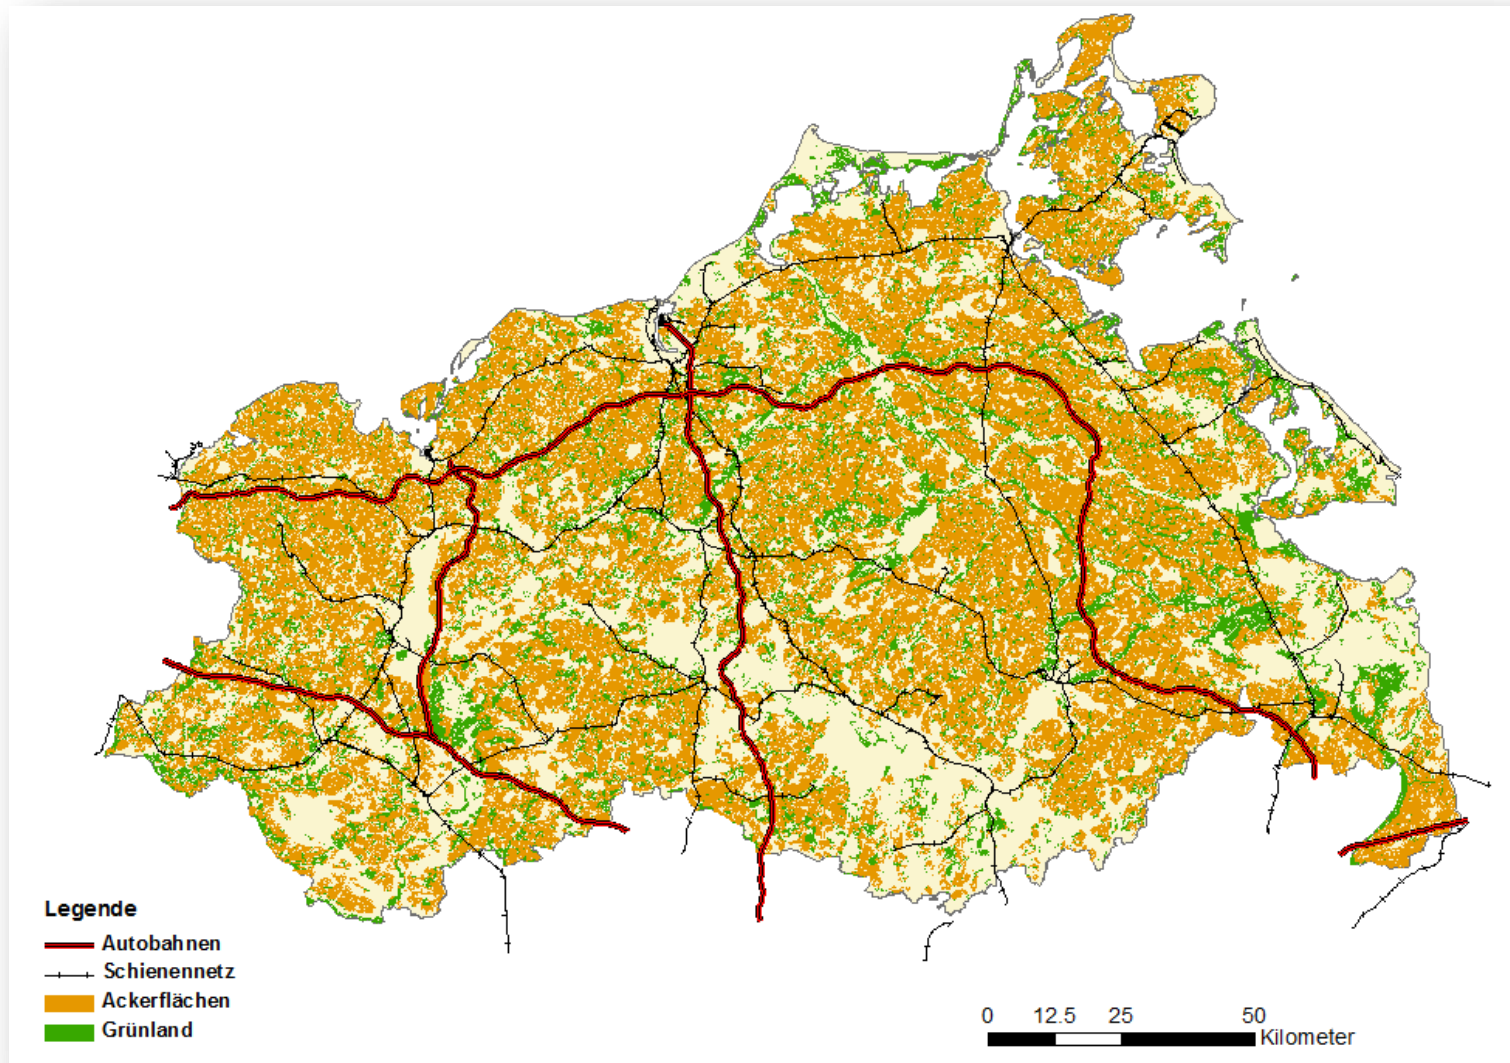 Legende
Autobahnen
Schienennetz
Ackerflächen
Grünland
0 12.5 25 50
Kilometer